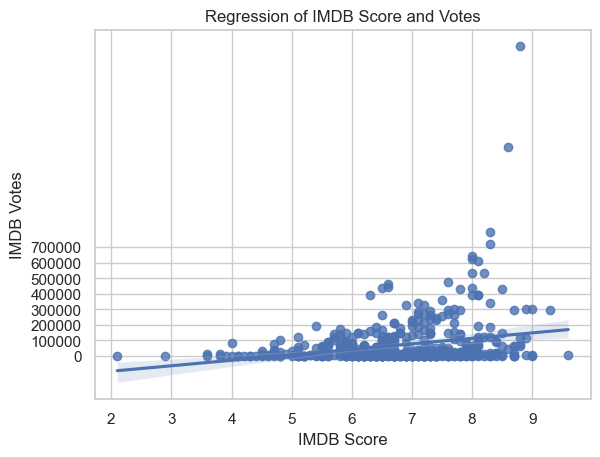 Regression of IMDB Score and Votes
IMDB Votes
700000
600000
500000
400000
300000
200000
100000
0
2 3 4 5 6 7 8 9
IMDB Score